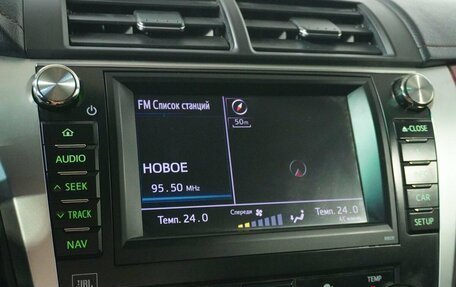 FM Список станций
50m
CLOSE
AUDIO
НОВОЕ
SEEK
95.50 MHz
CAR
TRACK
Темп. 24.0
Спереди
Темп. 24.0
SETUP
NAV
JBL
TEMP